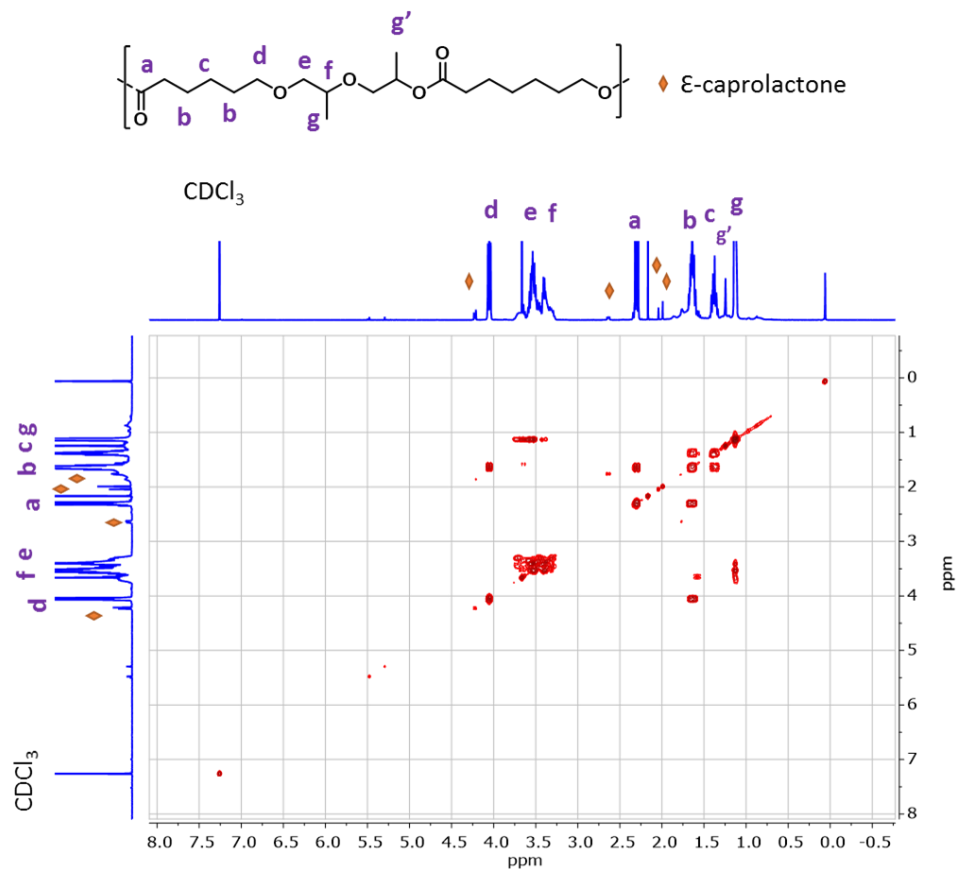 g'
a c d e f
O
O
O
O
O
b b g
Ɛ-caprolactone
CDCl3
d e f a b c g' g
0
1
2
3
4
5
6
7
8
ppm
d f e a b c g
CDCl3
8.0 7.5 7.0 6.5 6.0 5.5 5.0 4.5 4.0 3.5 3.0 2.5 2.0 1.5 1.0 0.5 0.0 -0.5
ppm